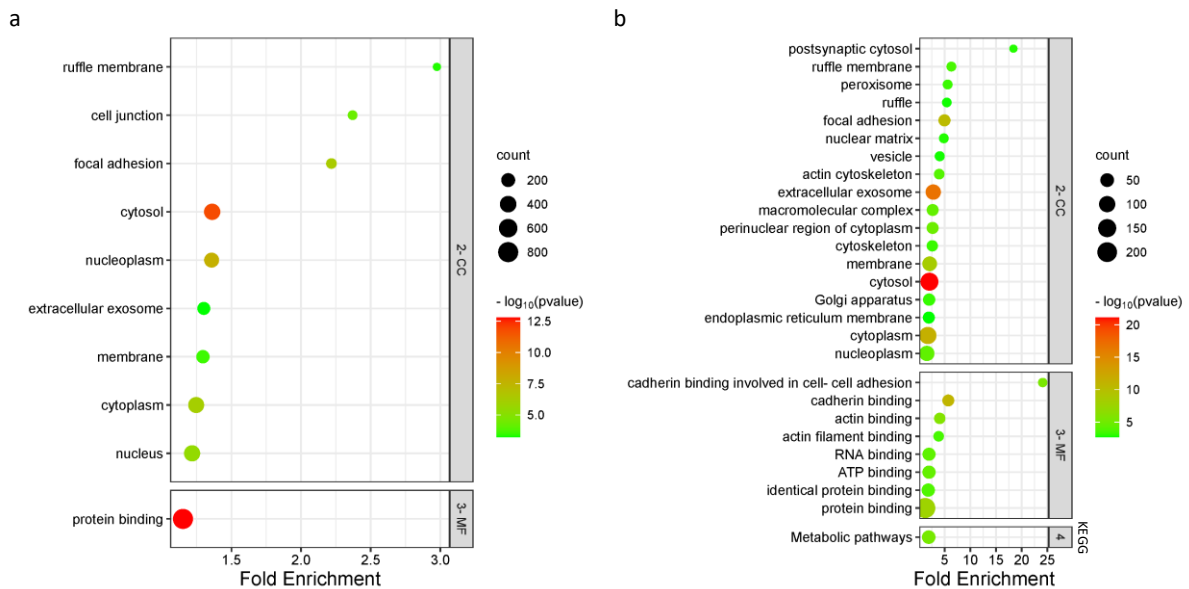 a
ruffle membrane
cell junction
focal adhesion
cytosol
nucleoplasm
extracellular exosome
membrane
cytoplasm
nucleus
protein binding
2- CC
3- MF
1.5 2.0 2.5 3.0
Fold Enrichment
count
200
400
600
800
- log10(pvalue)
12.5
10.0
7.5
5.0
b
postsynaptic cytosol
ruffle membrane
peroxisome
ruffle
focal adhesion
nuclear matrix
vesicle
actin cytoskeleton
extracellular exosome
macromolecular complex
perinuclear region of cytoplasm
cytoskeleton
membrane
cytosol
Golgi apparatus
endoplasmic reticulum membrane
cytoplasm
nucleoplasm
cadherin binding involved in cell- cell adhesion
cadherin binding
actin binding
actin filament binding
RNA binding
ATP binding
identical protein binding
protein binding
Metabolic pathways
2- CC
3- MF
4
KEGG
5 10 15 20 25
Fold Enrichment
count
50
100
150
200
- log10(pvalue)
20
15
10
5